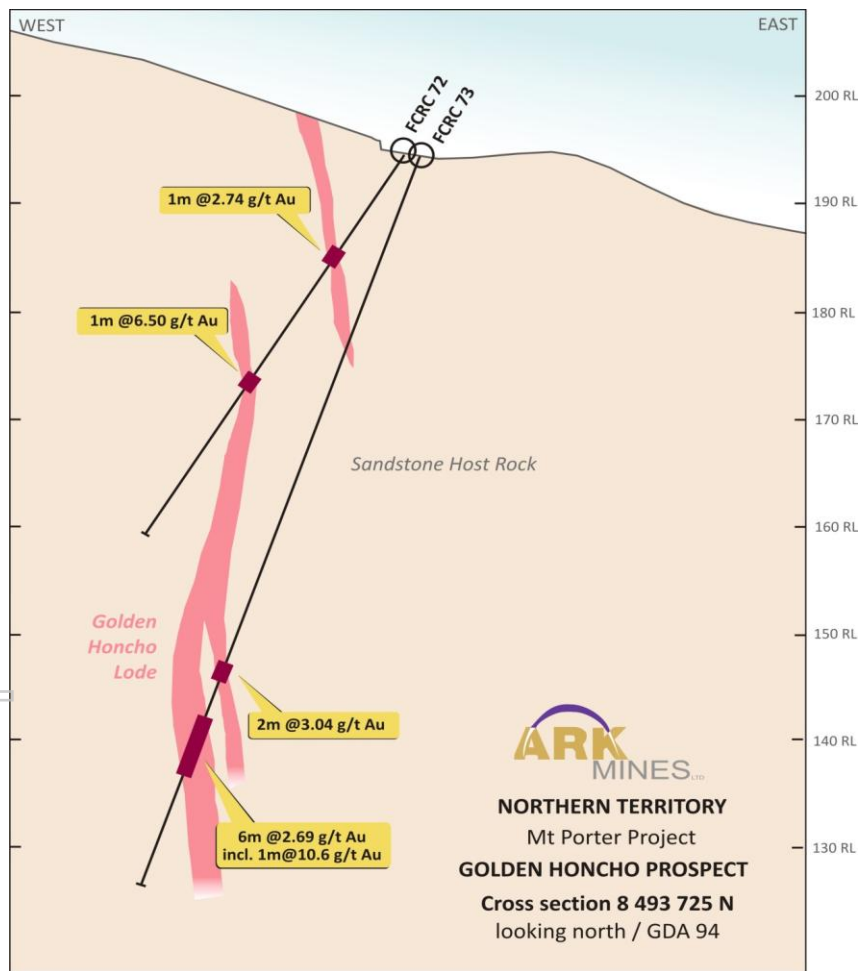 WEST
EAST
FCRC 72
FCRC 73
200 RL
190 RL
180 RL
170 RL
160 RL
150 RL
140 RL
130 RL
1m @2.74 g/t Au
1m @6.50 g/t Au
Sandstone Host Rock
Golden
Honcho
Lode
2m @3.04 g/t Au
6m @2.69 g/t Au
incl. 1m@10.6 g/t Au
ARK
MINES LTD
NORTHERN TERRITORY
Mt Porter Project
GOLDEN HONCHO PROSPECT
Cross section 8 493 725 N
looking north / GDA 94